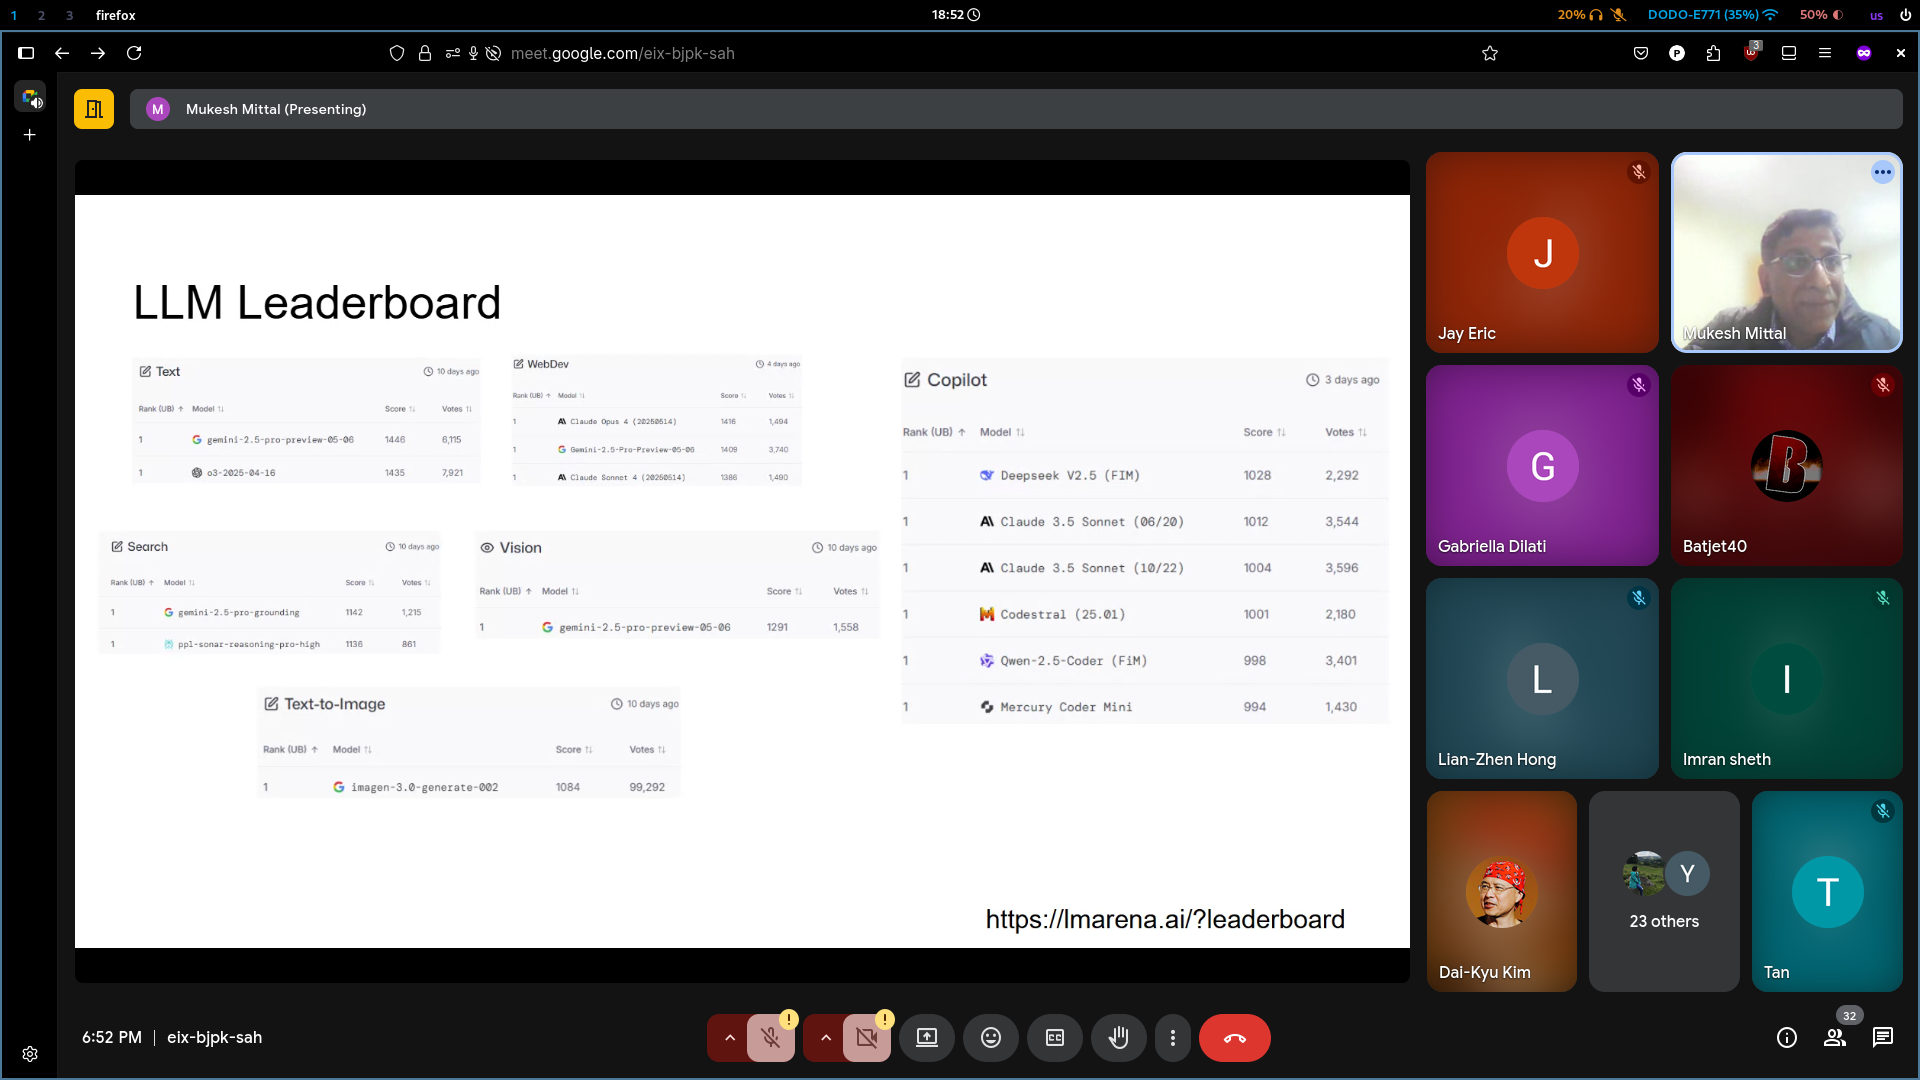 1 2 3 firefox
18:52
20% DODO-E771 (35%) 50% us
meet.google.com/eix-bjpk-sah
P
3
M Mukesh Mittal (Presenting)
LLM Leaderboard
Text 10 days ago
Rank (UB) Model Score Votes
1 gemini-2.5-pro-preview-05-06 1446 6,115
1 o3-2025-04-16 1435 7,921
WebDev 4 days ago
Rank (UB) Model Score Votes
1 Claude Opus 4 (20250514) 1416 1,494
1 Gemini-2.5-Pro-Preview-05-06 1409 3,740
1 Claude Sonnet 4 (20250514) 1386 1,490
Copilot 3 days ago
Rank (UB) Model Score Votes
1 Deepseek V2.5 (FIM) 1028 2,292
1 Claude 3.5 Sonnet (06/20) 1012 3,544
1 Claude 3.5 Sonnet (10/22) 1004 3,596
1 Codestral (25.01) 1001 2,180
1 Qwen-2.5-Coder (FiM) 998 3,401
1 Mercury Coder Mini 994 1,430
Search 10 days ago
Rank (UB) Model Score Votes
1 gemini-2.5-pro-grounding 1142 1,215
1 ppl-sonar-reasoning-pro-high 1136 861
Vision 10 days ago
Rank (UB) Model Score Votes
1 gemini-2.5-pro-preview-05-06 1291 1,558
Text-to-Image 10 days ago
Rank (UB) Model Score Votes
1 imagen-3.0-generate-002 1084 99,292
https://lmarena.ai/?leaderboard
J
Jay Eric
Mukesh Mittal
G
Gabriella Dilati
B
Batjet40
L
Lian-Zhen Hong
I
Imran sheth
Dai-Kyu Kim
Y
23 others
T
Tan
6:52 PM | eix-bjpk-sah
CC
32